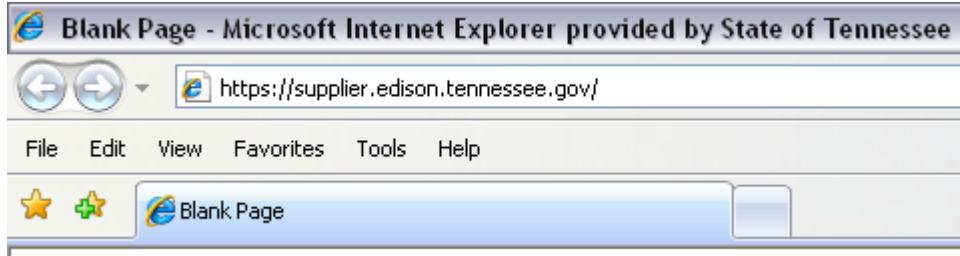 Blank Page - Microsoft Internet Explorer provided by State of Tennessee
https://supplier.edison.tennessee.gov/
File Edit View Favorites Tools Help
Blank Page